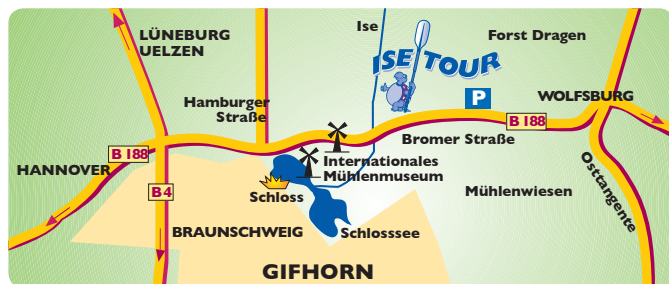 LÜNEBURG
UELZEN
Ise
Forst Dragen
ISE TOUR
P
WOLFSBURG
Hamburger
Straße
B 188
Bromer Straße
B 188
HANNOVER
Internationales
Mühlenmuseum
Osttangente
B 4
Schloss
Mühlenwiesen
BRAUNSCHWEIG
Schlosssee
GIFHORN